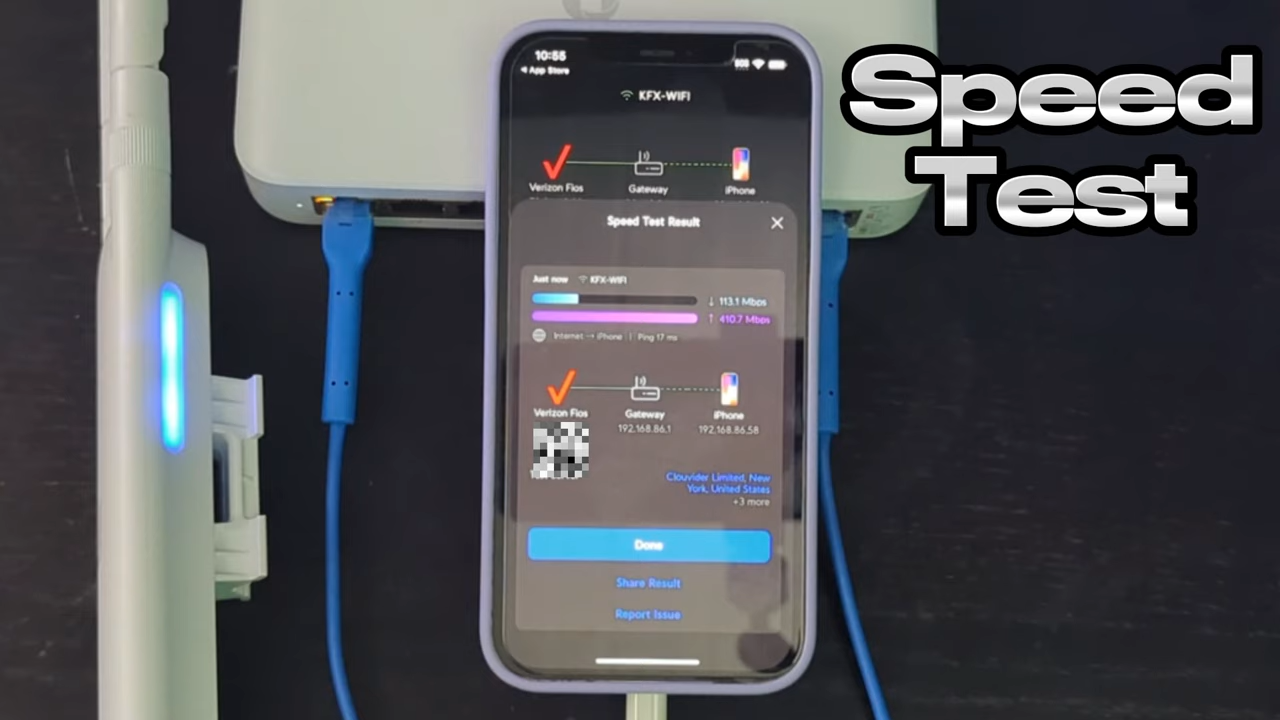 10:55
SOS
App Store
KFX-WIFI
Verizon Fios
Gateway
iPhone
Speed Test Result
Just now KFX-WIFI
↓ 113.1 Mbps
↑ 410.7 Mbps
Internet → iPhone | Ping 17 ms
Verizon Fios
Gateway
iPhone
192.168.86.1
192.168.86.58
Clouvider Limited, New
York, United States
+3 more
Done
Share Result
Report Issue
Speed
Test